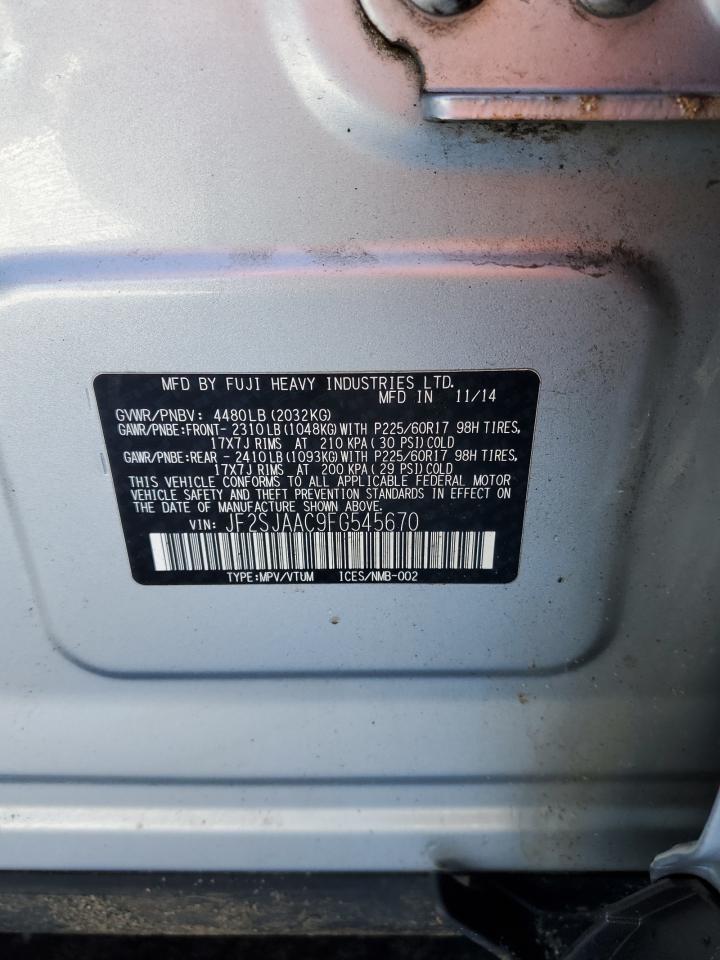 MFD BY FUJI HEAVY INDUSTRIES LTD.
MFD IN 11/14
GVWR/PNBV: 4480LB (2032KG)
GAWR/PNBE:FRONT- 2310LB (1048KG) WITH P225/60R17 98H TIRES,
17X7J RIMS AT 210 KPA (30 PSI) COLD
GAWR/PNBE:REAR - 2410LB (1093KG) WITH P225/60R17 98H TIRES,
17X7J RIMS AT 200 KPA (29 PSI) COLD
THIS VEHICLE CONFORMS TO ALL APPLICABLE FEDERAL MOTOR
VEHICLE SAFETY AND THEFT PREVENTION STANDARDS IN EFFECT ON
THE DATE OF MANUFACTURE SHOWN ABOVE.
VIN: JF2SJAAC9FG545670
TYPE:MPV/VTUM ICES/NMB-002